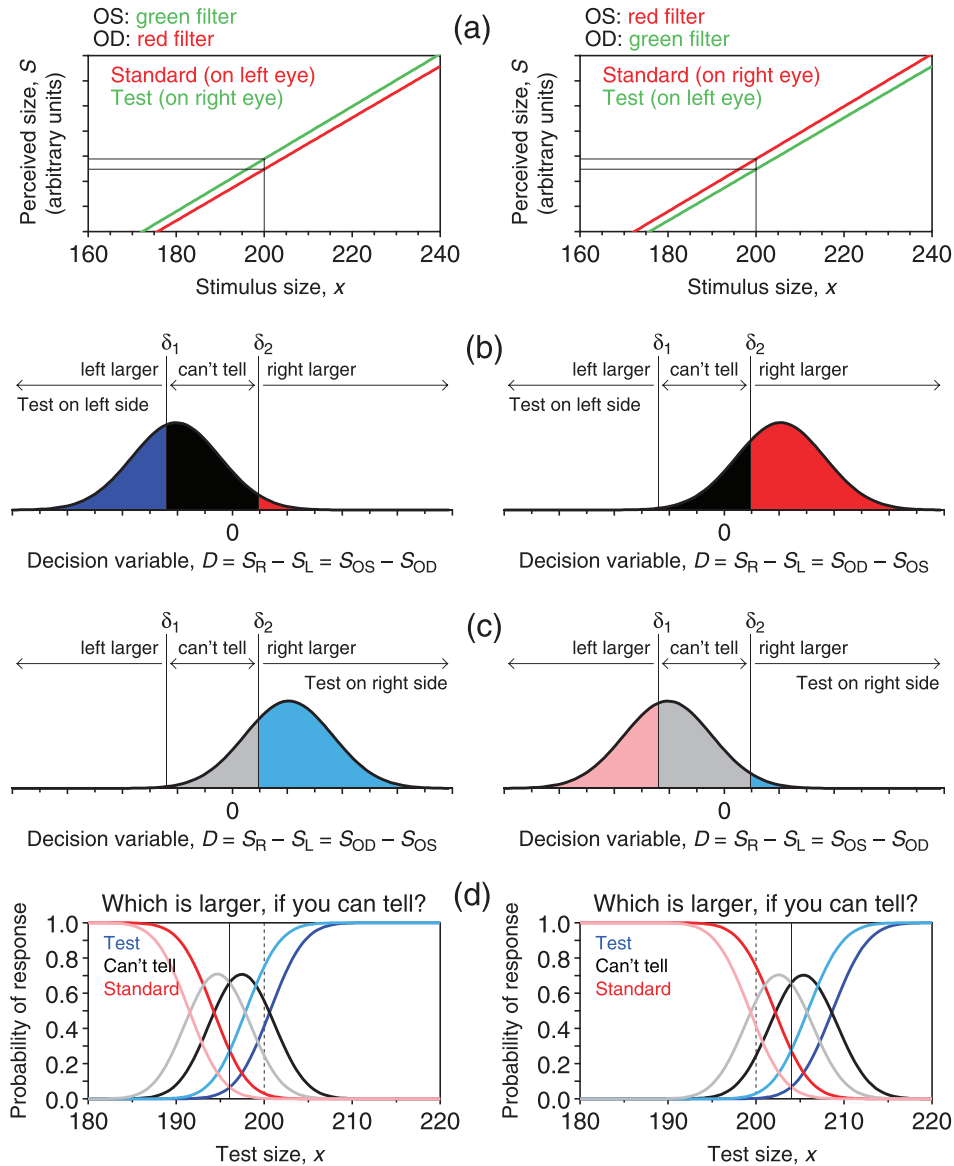 OS: green filter
OD: red filter
(a)
OS: red filter
OD: green filter
Standard (on left eye)
Test (on right eye)
Perceived size, S
(arbitrary units)
160 180 200 220 240
Stimulus size, x
Standard (on right eye)
Test (on left eye)
Perceived size, S
(arbitrary units)
160 180 200 220 240
Stimulus size, x
(b)
δ1 δ2
left larger can't tell right larger
Test on left side
0
Decision variable, D = SR − SL = SOS − SOD
δ1 δ2
left larger can't tell right larger
Test on left side
0
Decision variable, D = SR − SL = SOD − SOS
(c)
δ1 δ2
left larger can't tell right larger
Test on right side
0
Decision variable, D = SR − SL = SOD − SOS
δ1 δ2
left larger can't tell right larger
Test on right side
0
Decision variable, D = SR − SL = SOS − SOD
(d)
Which is larger, if you can tell?
Test
Can't tell
Standard
Probability of response
1.0
0.8
0.6
0.4
0.2
0.0
180 190 200 210 220
Test size, x
Which is larger, if you can tell?
Test
Can't tell
Standard
Probability of response
1.0
0.8
0.6
0.4
0.2
0.0
180 190 200 210 220
Test size, x